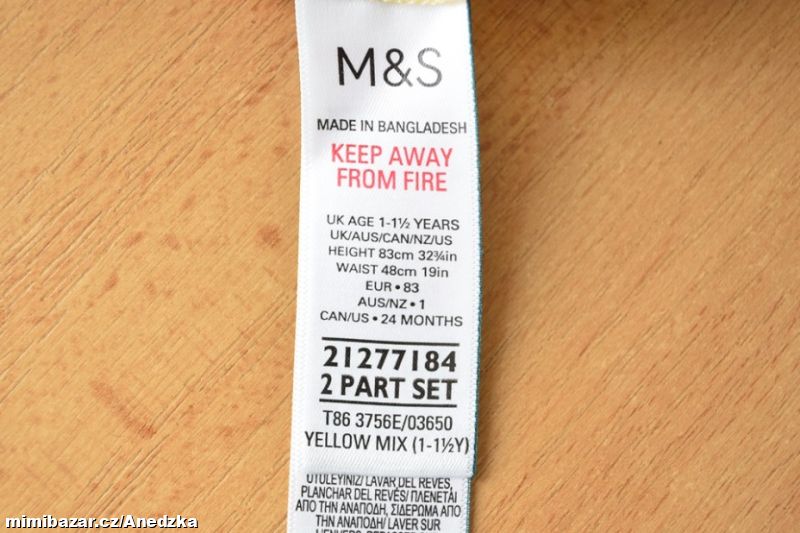 M&S
MADE IN BANGLADESH
KEEP AWAY
FROM FIRE
UK AGE 1-1½ YEARS
UK/AUS/CAN/NZ/US
HEIGHT 83cm 32¾in
WAIST 48cm 19in
EUR • 83
AUS/NZ • 1
CAN/US • 24 MONTHS
21277184
2 PART SET
T86 3756E/03650
YELLOW MIX (1-1½Y)
UTULEYINIZ/ LAVAR DEL REVÉS,
PLANCHAR DEL REVÉS/ ΠΛΕΝΕΤΑΙ
ΑΠΟ ΤΗΝ ΑΝΑΠΟΔΗ, ΣΙΔΕΡΩΜΑ ΑΠΟ
ΤΗΝ ΑΝΑΠΟΔΗ/ LAVER SUR
mimibazar.cz/Anedzka